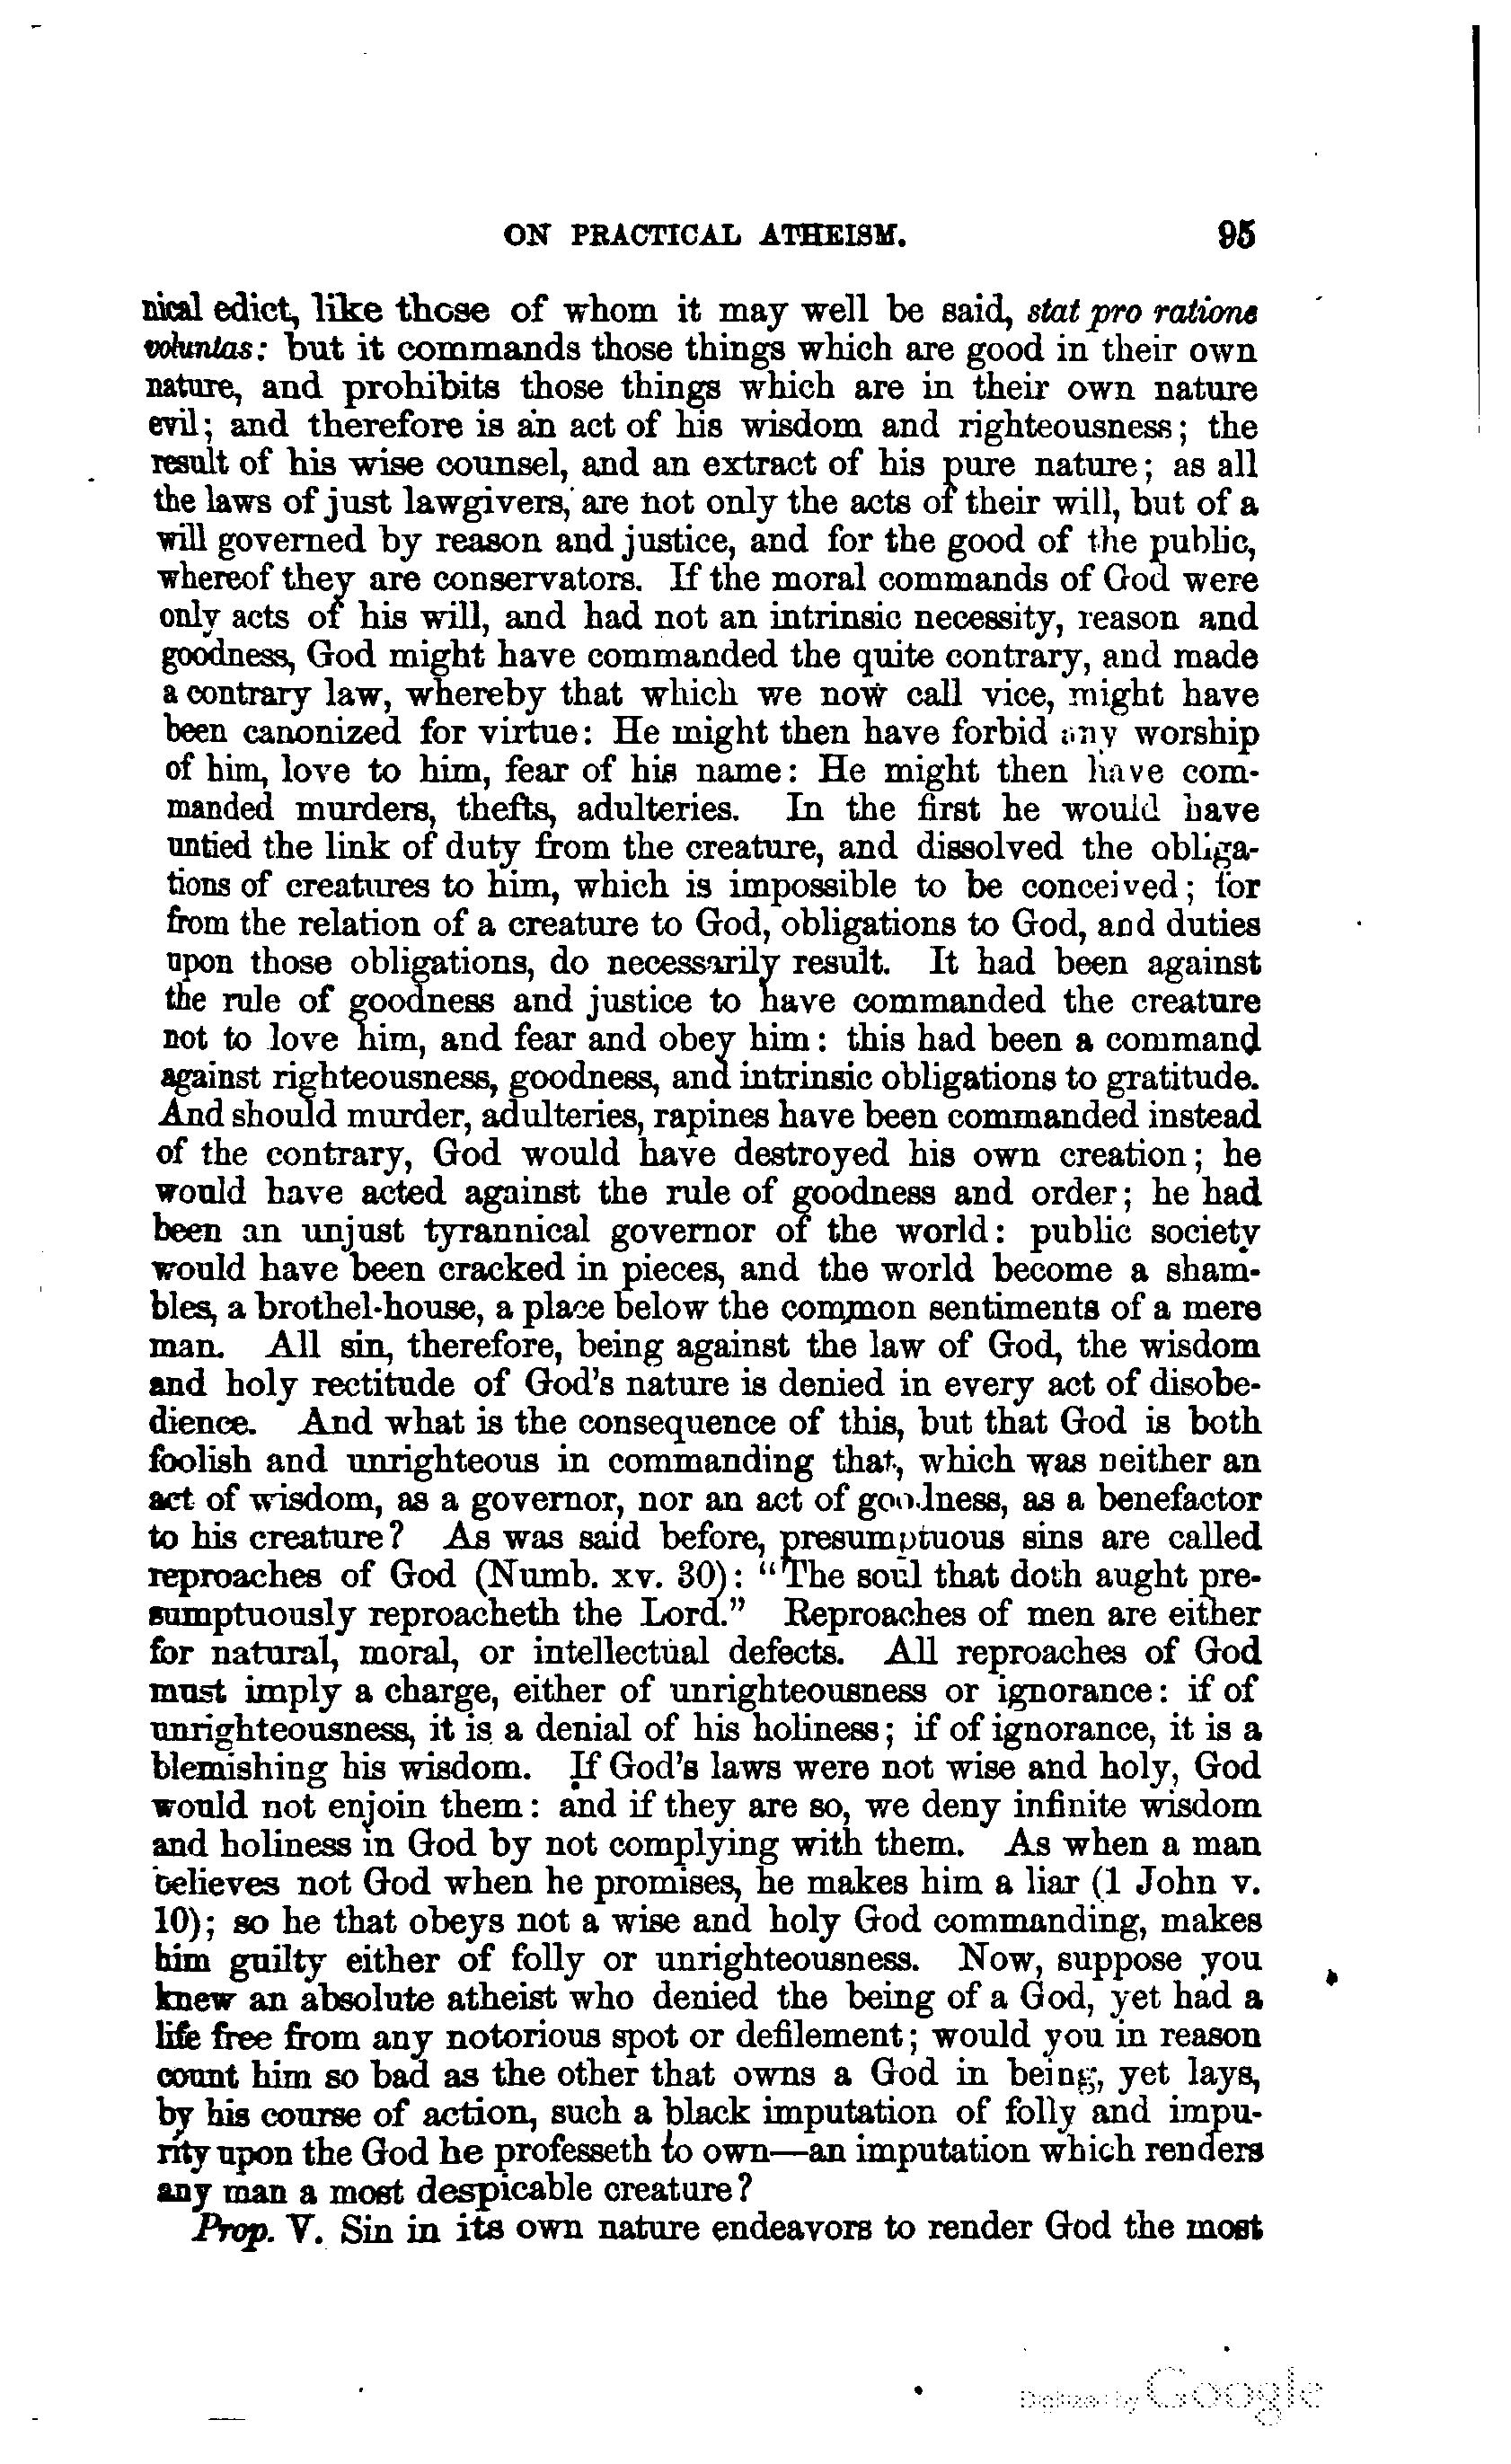 ON PRACTICAL ATHEISM. 95
nical edict, like those of whom it may well be said, stat pro ratione
voluntas: but it commands those things which are good in their own
nature, and prohibits those things which are in their own nature
evil; and therefore is an act of his wisdom and righteousness; the
result of his wise counsel, and an extract of his pure nature; as all
the laws of just lawgivers, are not only the acts of their will, but of a
will governed by reason and justice, and for the good of the public,
whereof they are conservators. If the moral commands of God were
only acts of his will, and had not an intrinsic necessity, reason and
goodness, God might have commanded the quite contrary, and made
a contrary law, whereby that which we now call vice, might have
been canonized for virtue: He might then have forbid any worship
of him, love to him, fear of his name: He might then have com-
manded murders, thefts, adulteries. In the first he would have
untied the link of duty from the creature, and dissolved the obliga-
tions of creatures to him, which is impossible to be conceived; for
from the relation of a creature to God, obligations to God, and duties
upon those obligations, do necessarily result. It had been against
the rule of goodness and justice to have commanded the creature
not to love him, and fear and obey him: this had been a command
against righteousness, goodness, and intrinsic obligations to gratitude.
And should murder, adulteries, rapines have been commanded instead
of the contrary, God would have destroyed his own creation; he
would have acted against the rule of goodness and order; he had
been an unjust tyrannical governor of the world: public society
would have been cracked in pieces, and the world become a sham-
bles, a brothel-house, a place below the common sentiments of a mere
man. All sin, therefore, being against the law of God, the wisdom
and holy rectitude of God's nature is denied in every act of disobe-
dience. And what is the consequence of this, but that God is both
foolish and unrighteous in commanding that, which was neither an
act of wisdom, as a governor, nor an act of goodness, as a benefactor
to his creature? As was said before, presumptuous sins are called
reproaches of God (Numb. xv. 30): "The soul that doth aught pre-
sumptuously reproacheth the Lord." Reproaches of men are either
for natural, moral, or intellectual defects. All reproaches of God
must imply a charge, either of unrighteousness or ignorance: if of
unrighteousness, it is a denial of his holiness; if of ignorance, it is a
blemishing his wisdom. If God's laws were not wise and holy, God
would not enjoin them: and if they are so, we deny infinite wisdom
and holiness in God by not complying with them. As when a man
believes not God when he promises, he makes him a liar (1 John v.
10); so he that obeys not a wise and holy God commanding, makes
him guilty either of folly or unrighteousness. Now, suppose you
knew an absolute atheist who denied the being of a God, yet had a
life free from any notorious spot or defilement; would you in reason
count him so bad as the other that owns a God in being, yet lays,
by his course of action, such a black imputation of folly and impu-
rity upon the God he professeth to own—an imputation which renders
any man a most despicable creature?
Prop. V. Sin in its own nature endeavors to render God the most
Digitized by Google